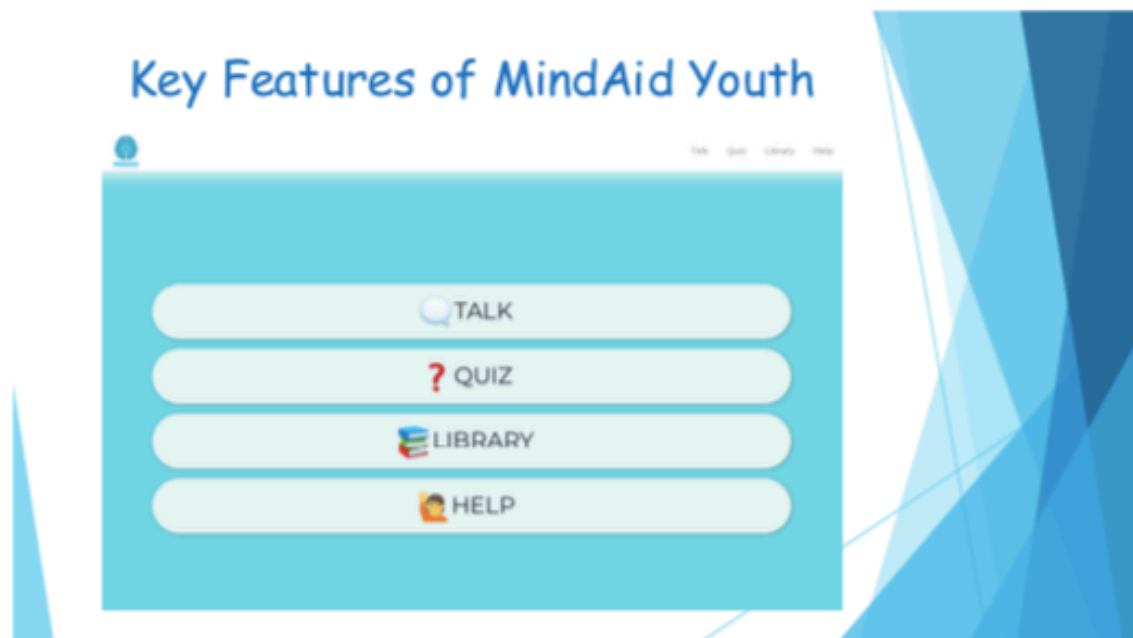 Key Features of MindAid Youth
Talk Quiz Library Help
TALK
QUIZ
LIBRARY
HELP